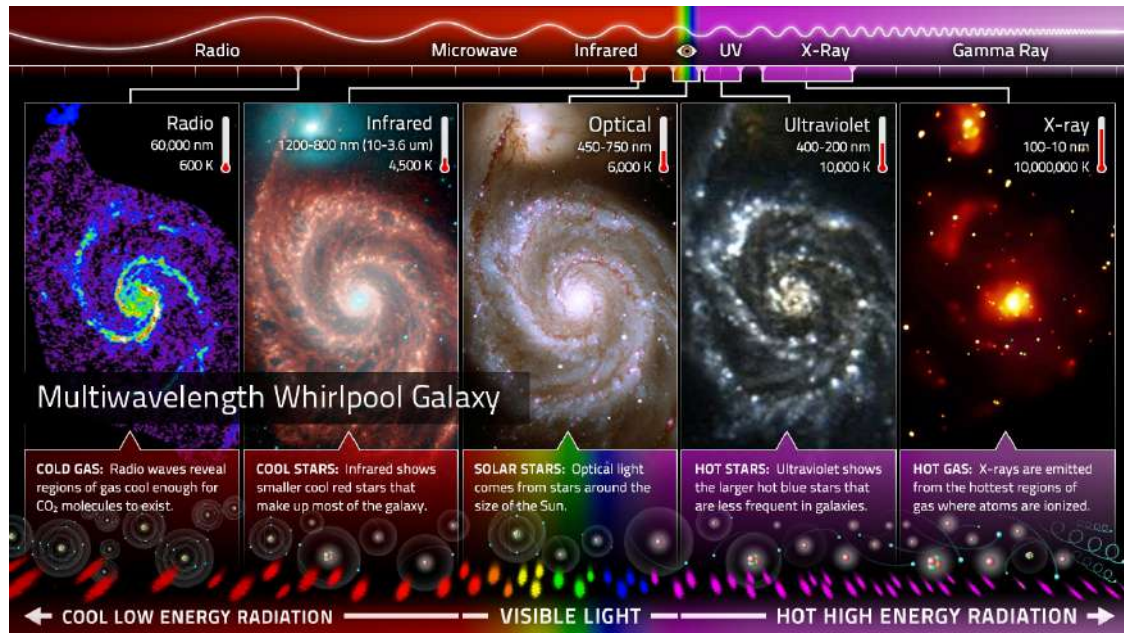 Radio
Microwave
Infrared
UV
X-Ray
Gamma Ray
Radio
60,000 nm
600 K
Infrared
1200-800 nm (10-3.6 um)
4,500 K
Optical
450-750 nm
6,000 K
Ultraviolet
400-200 nm
10,000 K
X-ray
100-10 nm
10,000,000 K
Multiwavelength Whirlpool Galaxy
COLD GAS: Radio waves reveal
regions of gas cool enough for
CO₂ molecules to exist.
COOL STARS: Infrared shows
smaller cool red stars that
make up most of the galaxy.
SOLAR STARS: Optical light
comes from stars around the
size of the Sun.
HOT STARS: Ultraviolet shows
the larger hot blue stars that
are less frequent in galaxies.
HOT GAS: X-rays are emitted
from the hottest regions of
gas where atoms are ionized.
COOL LOW ENERGY RADIATION
VISIBLE LIGHT
HOT HIGH ENERGY RADIATION